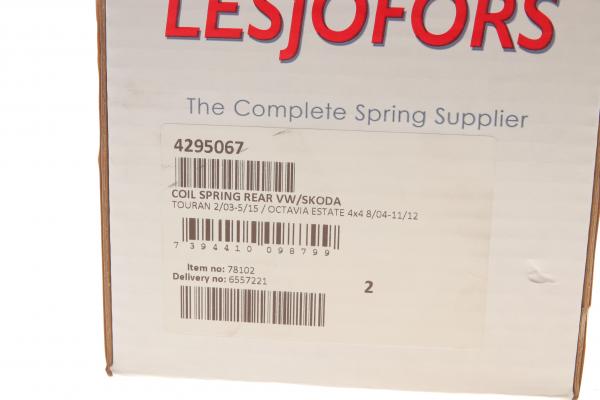 LESJÖFORS
The Complete Spring Supplier
4295067
COIL SPRING REAR VW/SKODA
TOURAN 2/03-5/15 / OCTAVIA ESTATE 4x4 8/04-11/12
7 394410 098799
Item no: 78102
Delivery no: 6557221
2